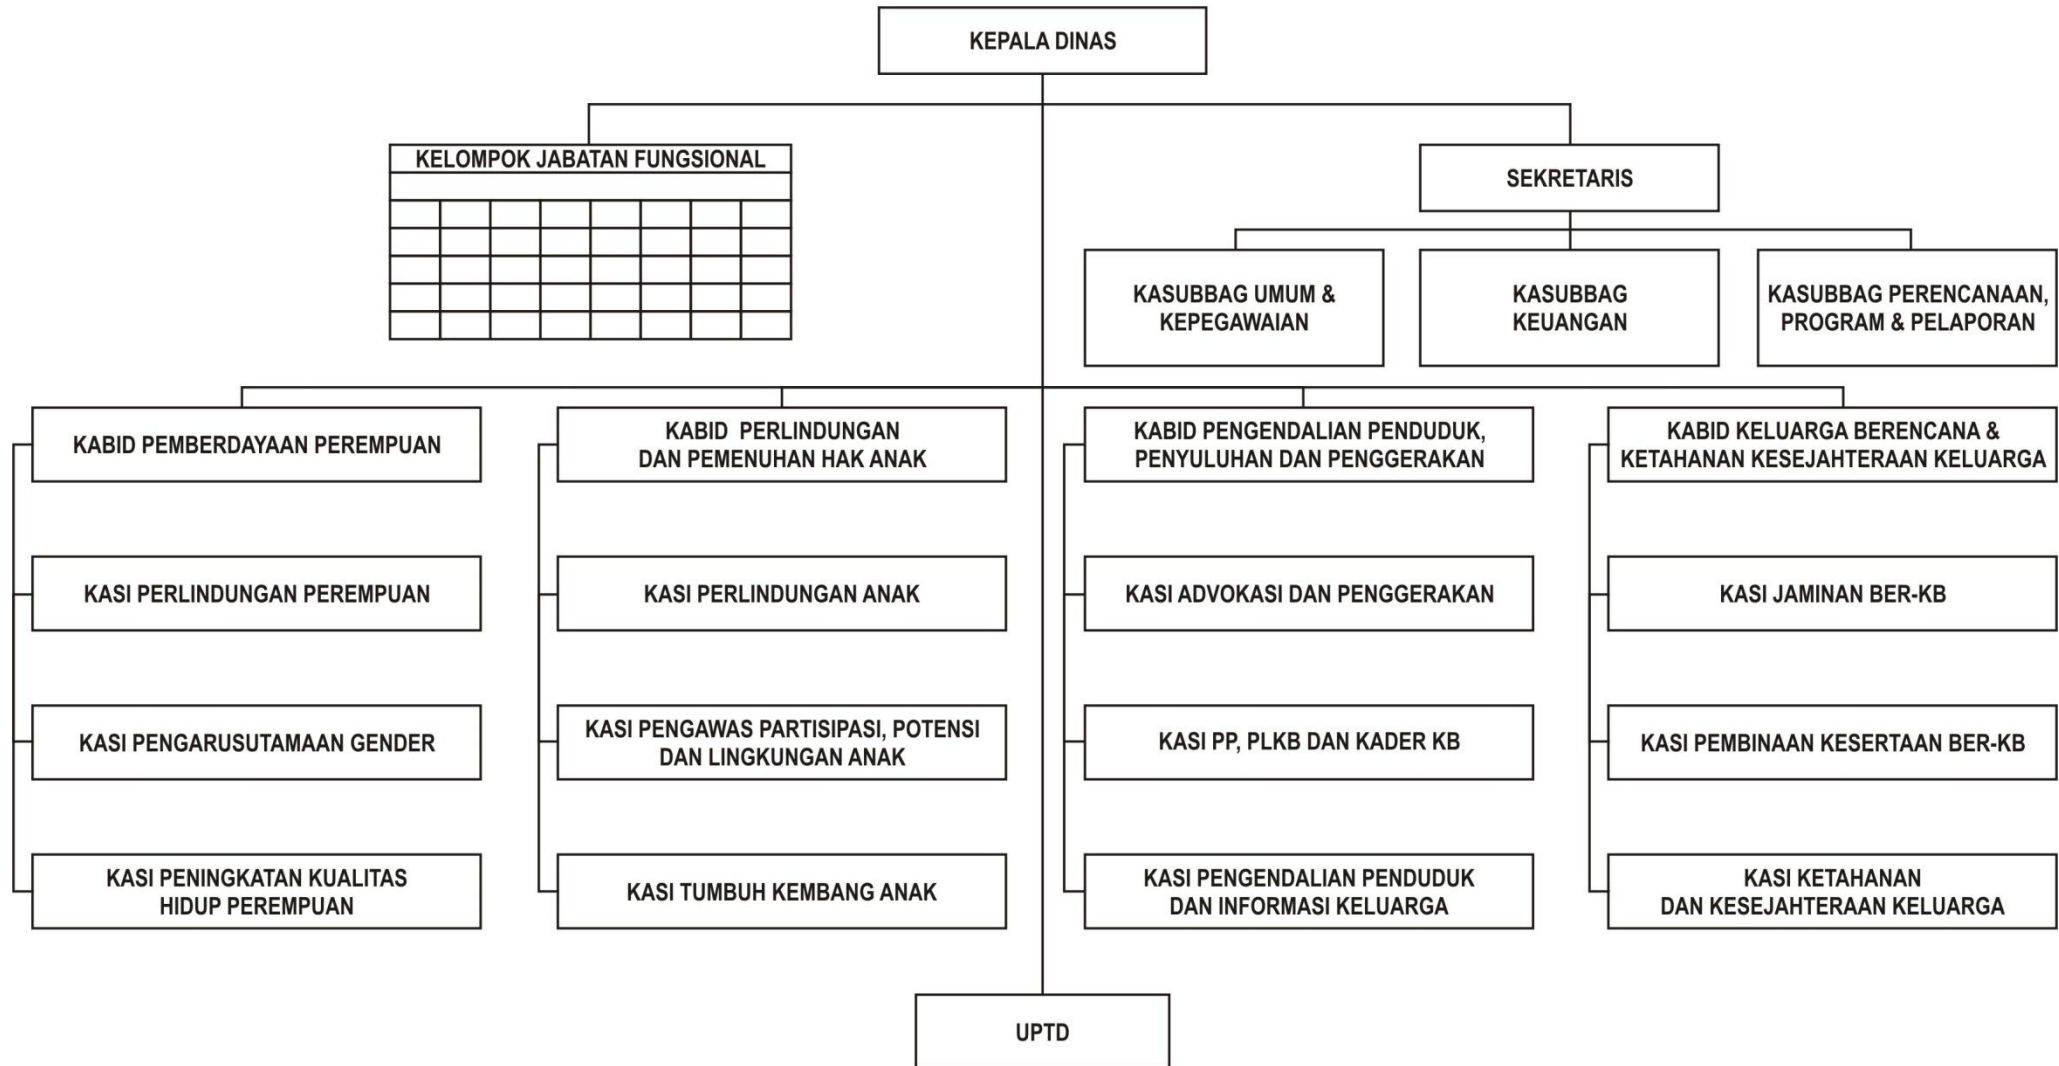 KEPALA DINAS
KELOMPOK JABATAN FUNGSIONAL
SEKRETARIS
KASUBBAG UMUM &
KEPEGAWAIAN
KASUBBAG
KEUANGAN
KASUBBAG PERENCANAAN,
PROGRAM & PELAPORAN
KABID PEMBERDAYAAN PEREMPUAN
KABID PERLINDUNGAN
DAN PEMENUHAN HAK ANAK
KABID PENGENDALIAN PENDUDUK,
PENYULUHAN DAN PENGGERAKAN
KABID KELUARGA BERENCANA &
KETAHANAN KESEJAHTERAAN KELUARGA
KASI PERLINDUNGAN PEREMPUAN
KASI PERLINDUNGAN ANAK
KASI ADVOKASI DAN PENGGERAKAN
KASI JAMINAN BER-KB
KASI PENGARUSUTAMAAN GENDER
KASI PENGAWAS PARTISIPASI, POTENSI
DAN LINGKUNGAN ANAK
KASI PP, PLKB DAN KADER KB
KASI PEMBINAAN KESERTAAN BER-KB
KASI PENINGKATAN KUALITAS
HIDUP PEREMPUAN
KASI TUMBUH KEMBANG ANAK
KASI PENGENDALIAN PENDUDUK
DAN INFORMASI KELUARGA
KASI KETAHANAN
DAN KESEJAHTERAAN KELUARGA
UPTD